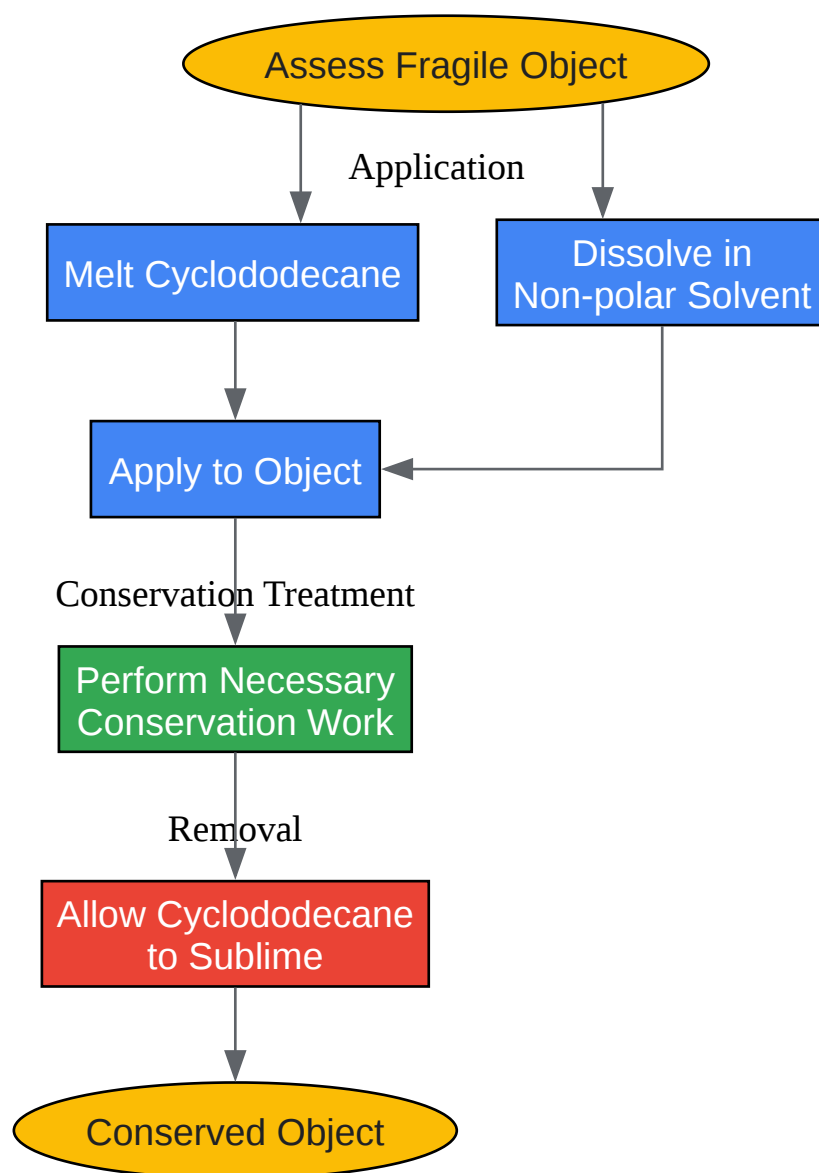 Assess Fragile Object
Application
Melt Cyclododecane
Dissolve in
Non-polar Solvent
Apply to Object
Conservation Treatment
Perform Necessary
Conservation Work
Removal
Allow Cyclododecane
to Sublime
Conserved Object